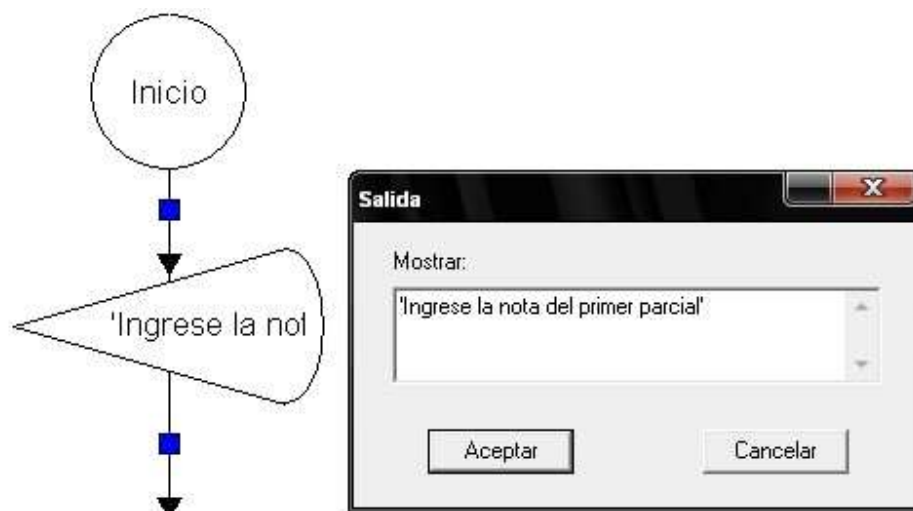 Inicio
'Ingrese la not
Salida
Mostrar:
'Ingrese la nota del primer parcial'
Aceptar
Cancelar